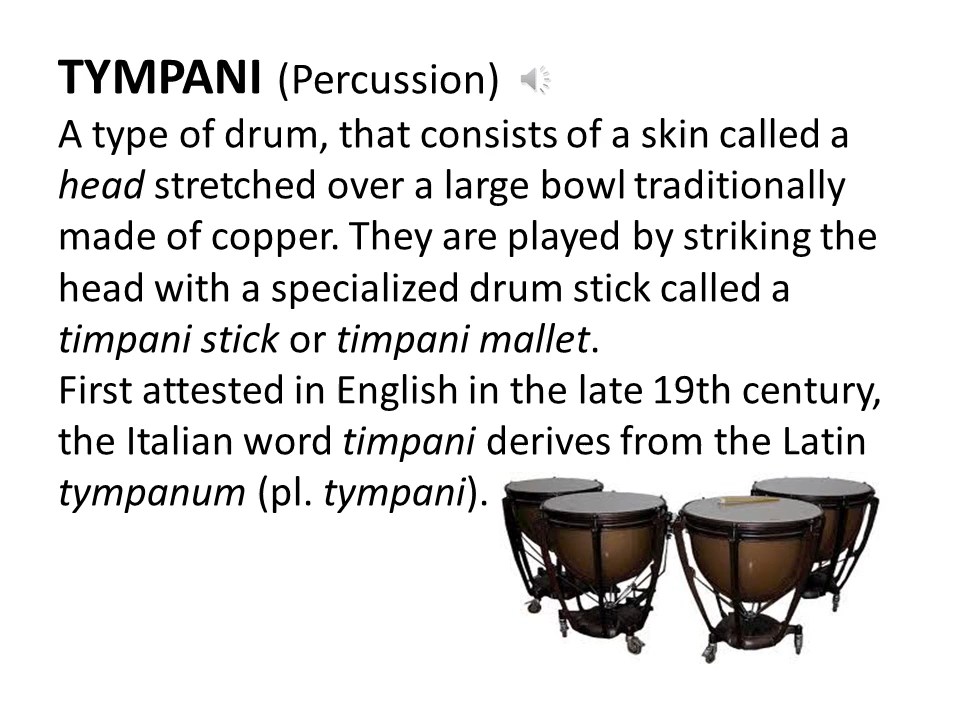 TYMPANI (Percussion)
A type of drum, that consists of a skin called a
head stretched over a large bowl traditionally
made of copper. They are played by striking the
head with a specialized drum stick called a
timpani stick or timpani mallet.
First attested in English in the late 19th century,
the Italian word timpani derives from the Latin
tympanum (pl. tympani).